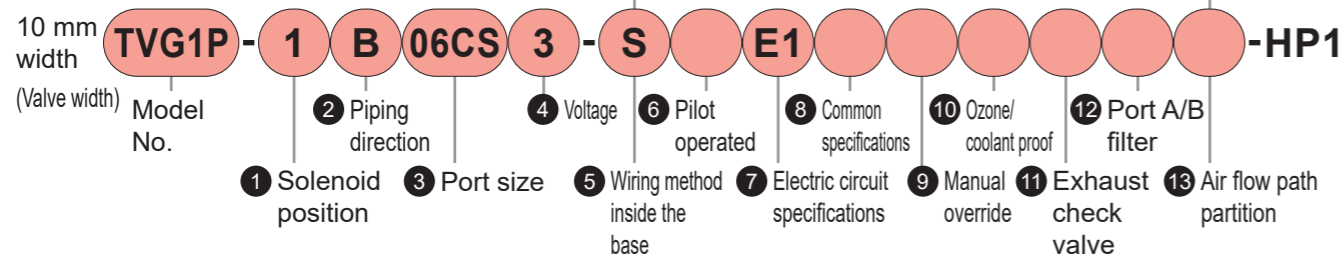 10 mm
width
(Valve width)
TVG1P - 1 B 06CS 3 - S E1 -HP1
Model
No.
2 Piping
direction
4 Voltage
6 Pilot
operated
8 Common
specifications
10 Ozone/
coolant proof
12 Port A/B
filter
1 Solenoid
position
3 Port size
5 Wiring method
inside the
base
7 Electric circuit
specifications
9 Manual
override
11 Exhaust
check
valve
13 Air flow path
partition